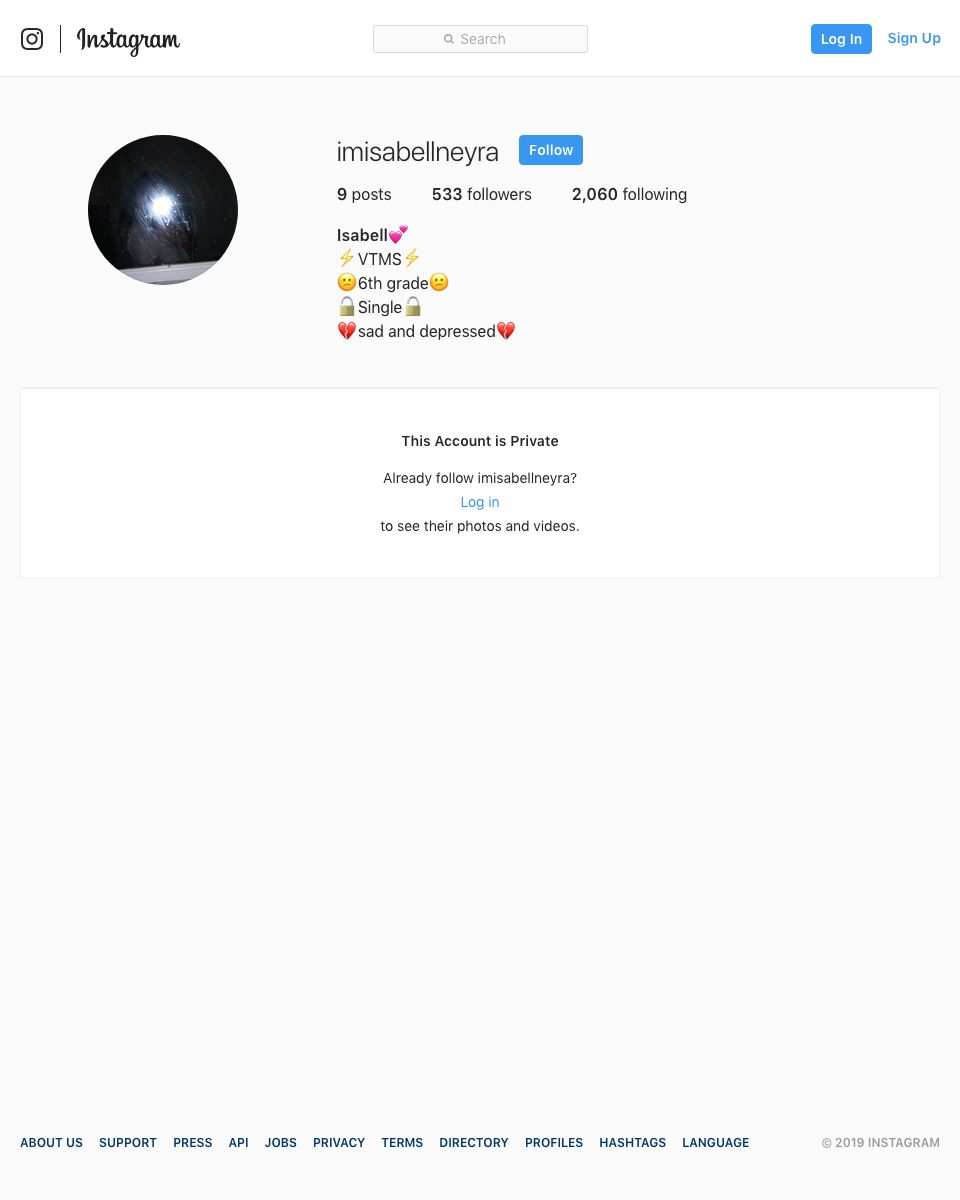 Instagram
Search
Log In
Sign Up
imisabellneyra
Follow
9 posts 533 followers 2,060 following
Isabell💕
⚡VTMS⚡
😕6th grade😕
🔓Single🔓
💔sad and depressed💔
This Account is Private
Already follow imisabellneyra?
Log in
to see their photos and videos.
ABOUT US SUPPORT PRESS API JOBS PRIVACY TERMS DIRECTORY PROFILES HASHTAGS LANGUAGE © 2019 INSTAGRAM